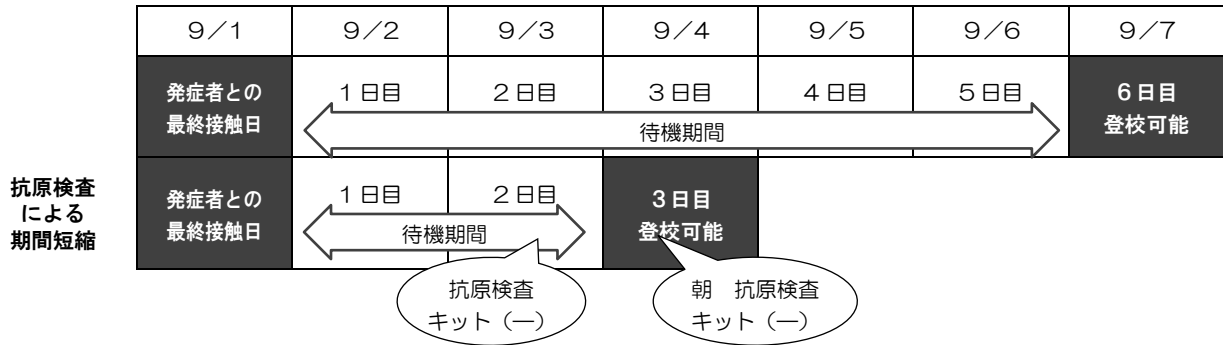 ９／１ ９／２ ９／３ ９／４ ９／５ ９／６ ９／７
発症者との 最終接触日 １日目 ２日目 ３日目 ４日目 ５日目 ６日目 登校可能
待機期間
抗原検査 による 期間短縮
発症者との 最終接触日 １日目 ２日目 ３日目 登校可能
待機期間
抗原検査 キット（―）
朝　抗原検査 キット（―）